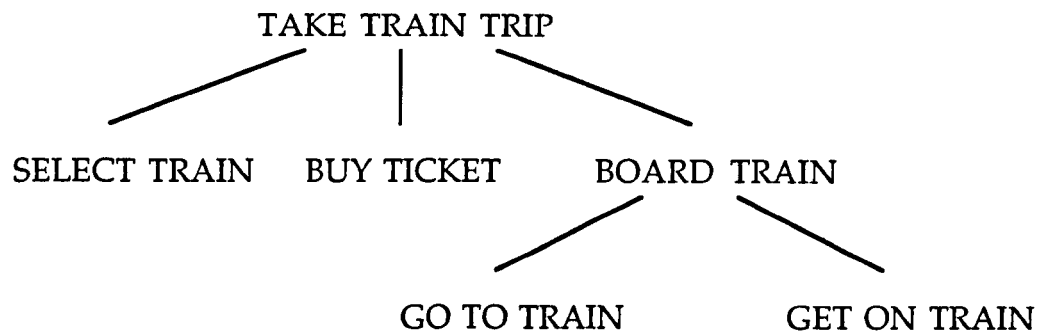 TAKE TRAIN TRIP
SELECT TRAIN BUY TICKET BOARD TRAIN
GO TO TRAIN GET ON TRAIN